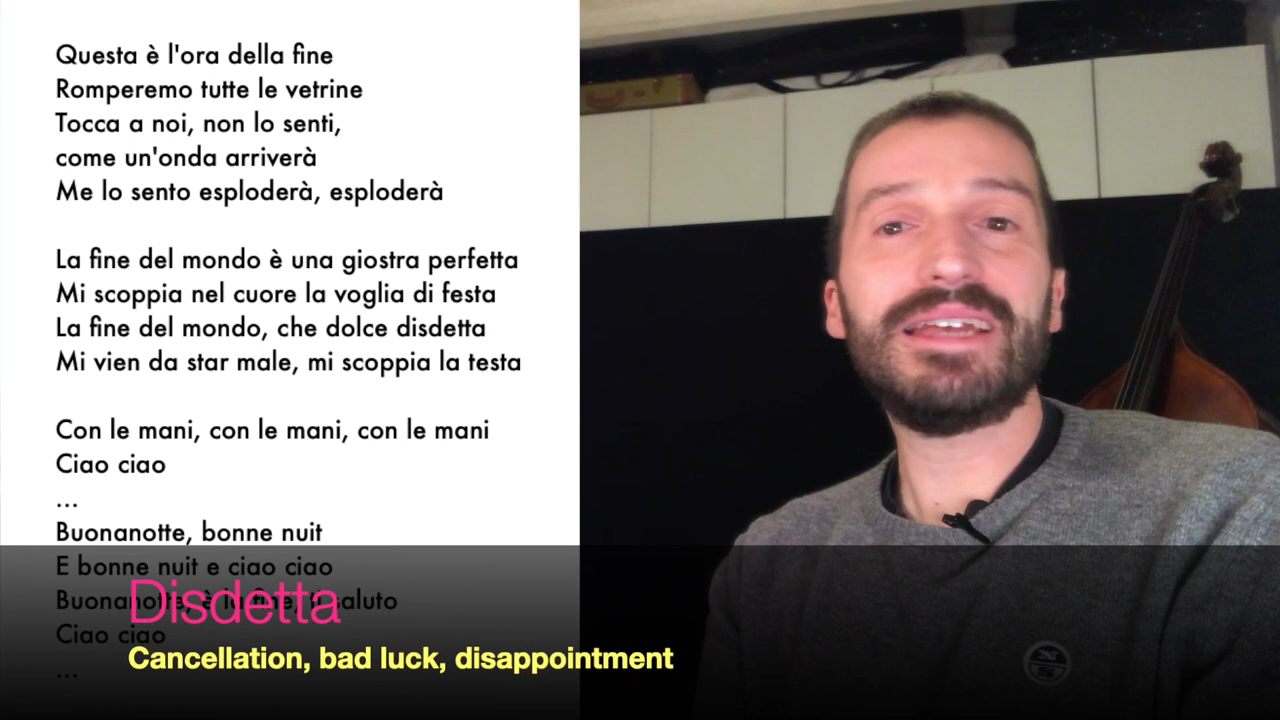 Questa è l'ora della fine
Romperemo tutte le vetrine
Tocca a noi, non lo senti,
come un'onda arriverà
Me lo sento esploderà, esploderà
La fine del mondo è una giostra perfetta
Mi scoppia nel cuore la voglia di festa
La fine del mondo, che dolce disdetta
Mi vien da star male, mi scoppia la testa
Con le mani, con le mani, con le mani
Ciao ciao
...
Buonanotte, bonne nuit
E bonne nuit e ciao ciao
Buonanotte, è la fine, ti saluto
Ciao ciao
...
Disdetta
Cancellation, bad luck, disappointment
N
S